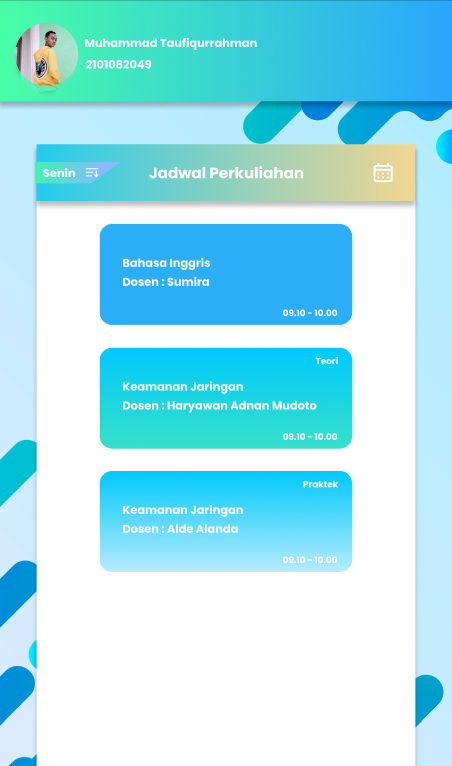 Muhammad Taufiqurrahman
2101082049
Senin
Jadwal Perkuliahan
Bahasa Inggris
Dosen : Sumira
09.10 - 10.00
Teori
Keamanan Jaringan
Dosen : Haryawan Adnan Mudoto
09.10 - 10.00
Praktek
Keamanan Jaringan
Dosen : Alde Alanda
09.10 - 10.00